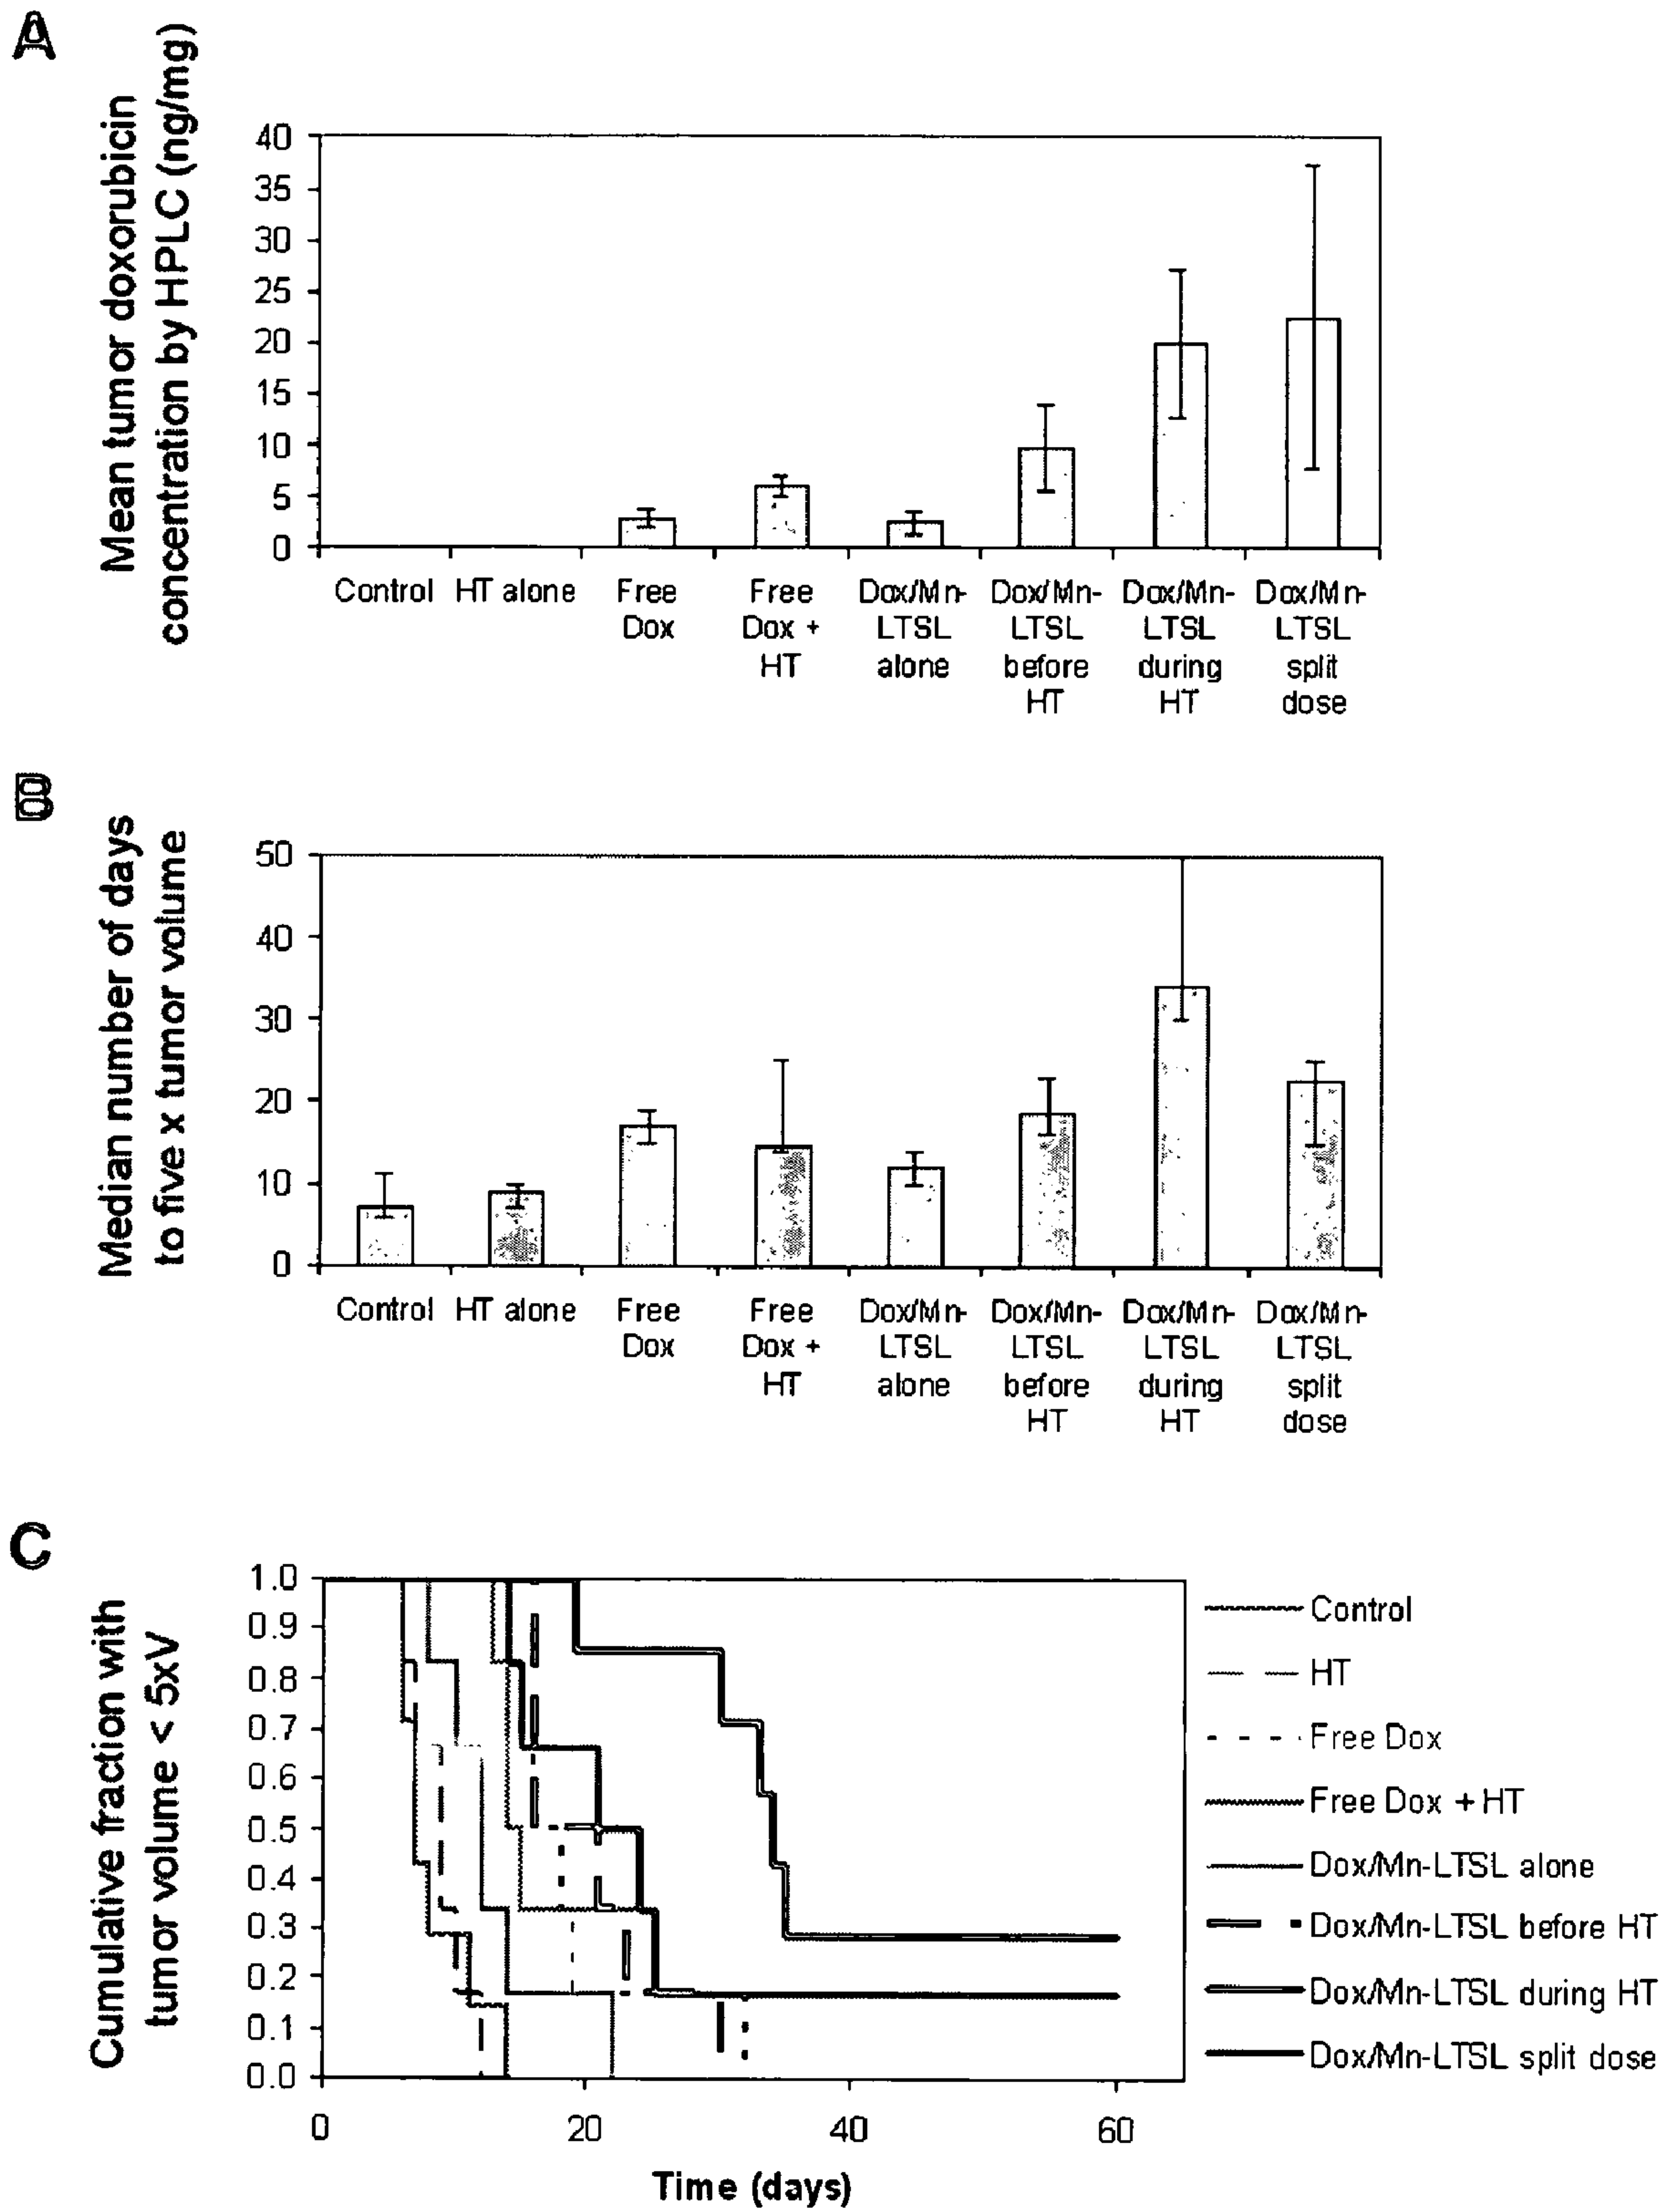 A
Mean tumor doxorubicin
concentration by HPLC (ng/mg)
40
35
30
25
20
15
10
5
0
Control HT alone Free Free Dox/Mn- Dox/Mn- Dox/Mn- Dox/Mn-
Dox Dox + LTSL LTSL LTSL LTSL
HT alone before during split
HT HT dose
B
Median number of days
to five x tumor volume
50
40
30
20
10
0
Control HT alone Free Free Dox/Mn- Dox/Mn- Dox/Mn- Dox/Mn-
Dox Dox + LTSL LTSL LTSL LTSL
HT alone before during split
HT HT dose
C
Cumulative fraction with
tumor volume < 5xV
1.0
0.9
0.8
0.7
0.6
0.5
0.4
0.3
0.2
0.1
0.0
0 20 40 60
Time (days)
Control
HT
Free Dox
Free Dox + HT
Dox/Mn-LTSL alone
Dox/Mn-LTSL before HT
Dox/Mn-LTSL during HT
Dox/Mn-LTSL split dose